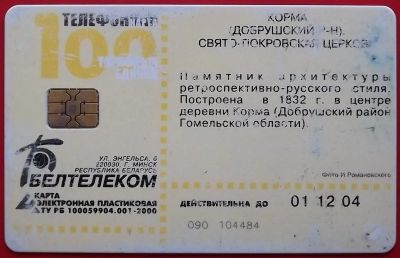 ТЕЛЕФОННАЯ
100
ТАРИФНЫХ
ЕДИНИЦ
УЛ. ЭНГЕЛЬСА, 6
220030, Г. МИНСК
РЕСПУБЛИКА БЕЛАРУСЬ
БЕЛТЕЛЕКОМ
КАРТА
ЭЛЕКТРОННАЯ ПЛАСТИКОВАЯ
ТУ РБ 100059904.001-2000
КОРМА
(ДОБРУШСКИЙ Р-Н).
СВЯТО-ПОКРОВСКАЯ ЦЕРКОВЬ
Памятник архитектуры
ретроспективно-русского стиля.
Построена в 1832 г. в центре
деревни Корма (Добрушский район
Гомельской области).
Фото И.Романовского
ДЕЙСТВИТЕЛЬНА ДО 01 12 04
090 104484